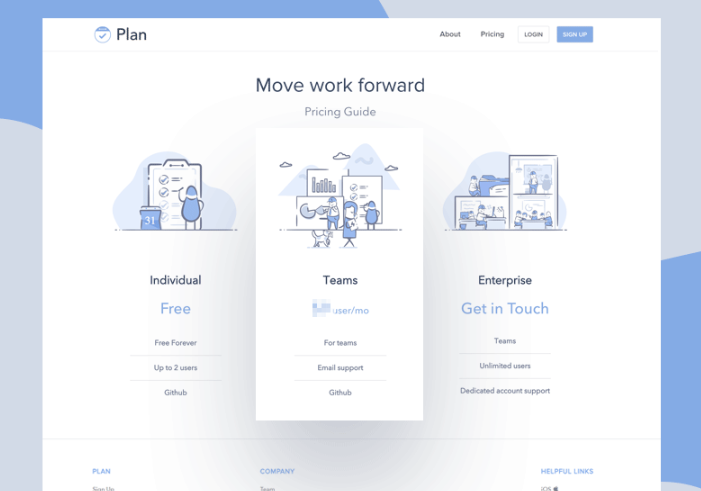 Plan
About
Pricing
LOGIN
SIGN UP
Move work forward
Pricing Guide
31
Individual
Free
Free Forever
Up to 2 users
Github
Teams
user/mo
For teams
Email support
Github
Enterprise
Get in Touch
Teams
Unlimited users
Dedicated account support
PLAN
Sign Up
COMPANY
Team
HELPFUL LINKS
iOS